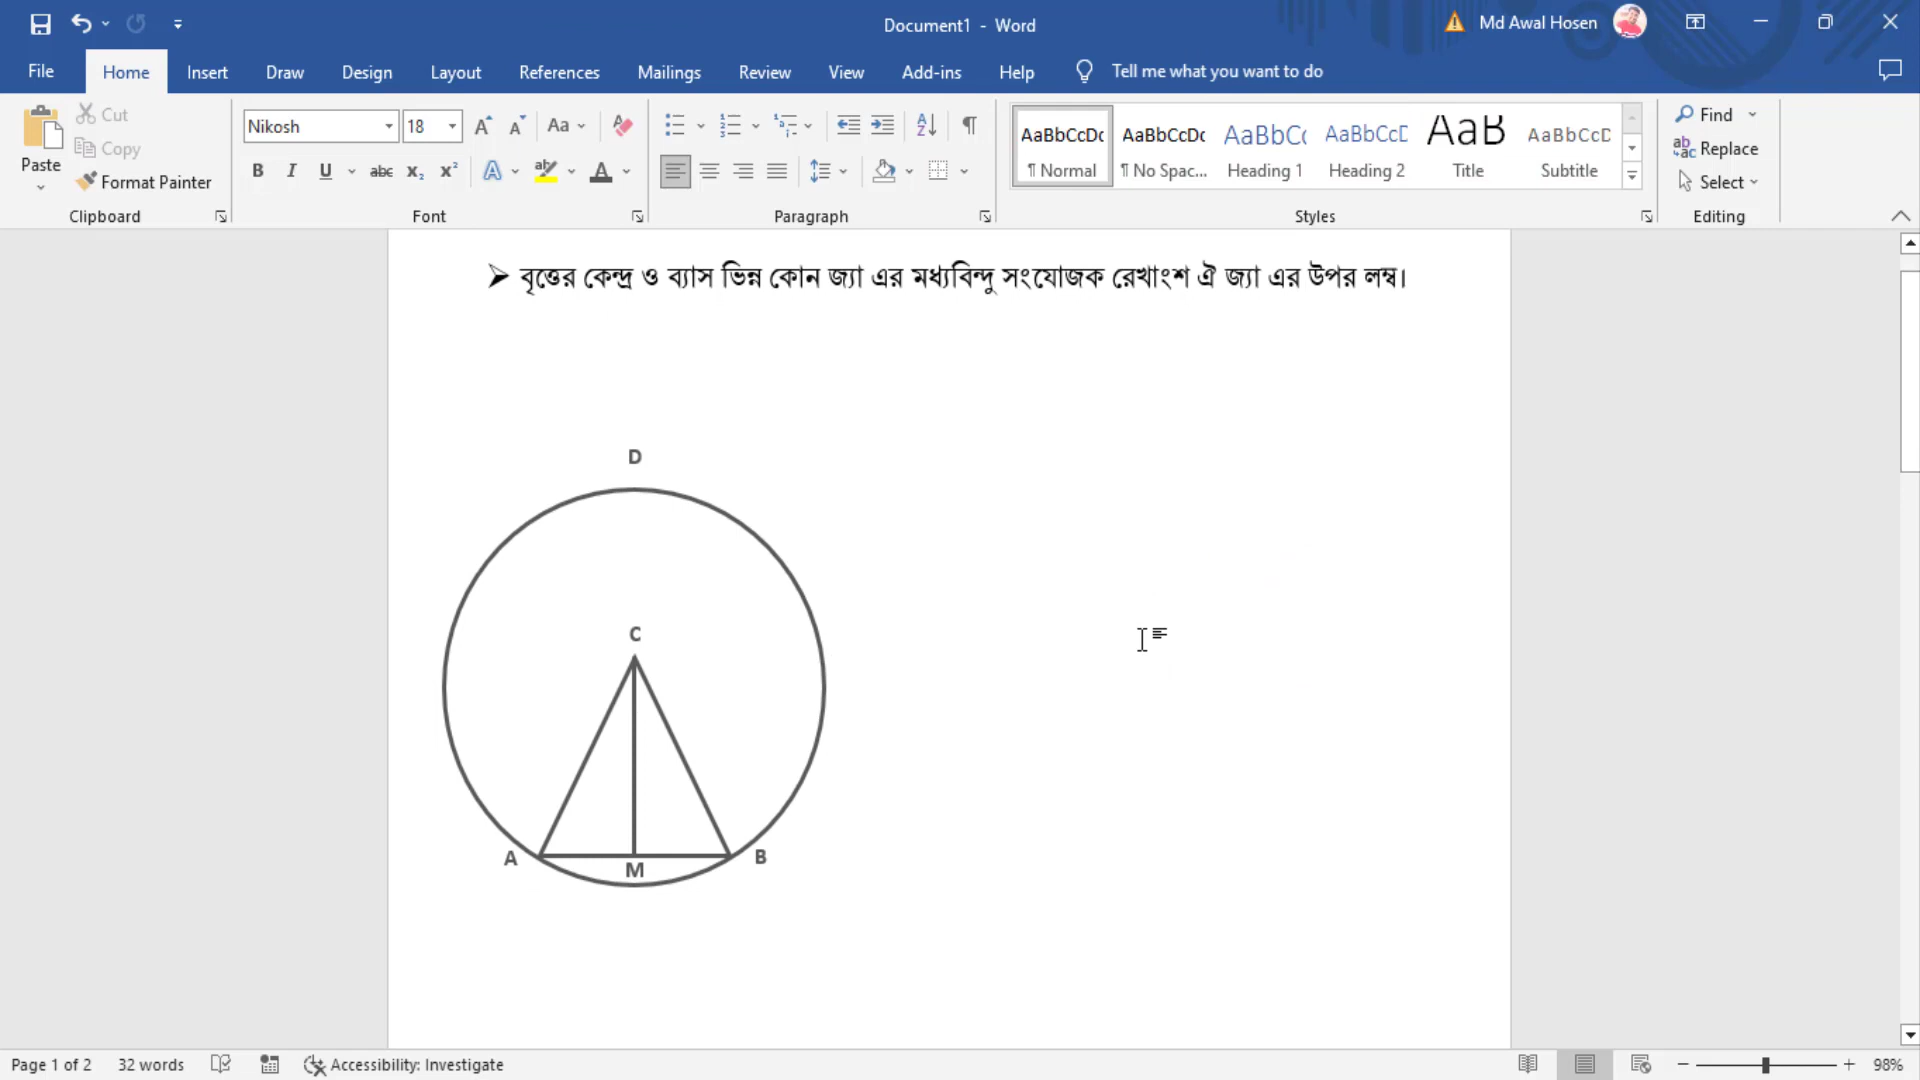 Document1 - Word
Md Awal Hosen
File Home Insert Draw Design Layout References Mailings Review View Add-ins Help Tell me what you want to do
Paste
Cut
Copy
Format Painter
Clipboard
Nikosh 18
Font
Paragraph
AaBbCcDc AaBbCcDc AaBbC AaBbCcD AaB AaBbCcD
¶ Normal ¶ No Spac... Heading 1 Heading 2 Title Subtitle
Styles
Find
Replace
Select
Editing
➤ বৃত্তের কেন্দ্র ও ব্যাস ভিন্ন কোন জ্যা এর মধ্যবিন্দু সংযোজক রেখাংশ ঐ জ্যা এর উপর লম্ব।
D
C
A M B
Page 1 of 2 32 words Accessibility: Investigate 98%